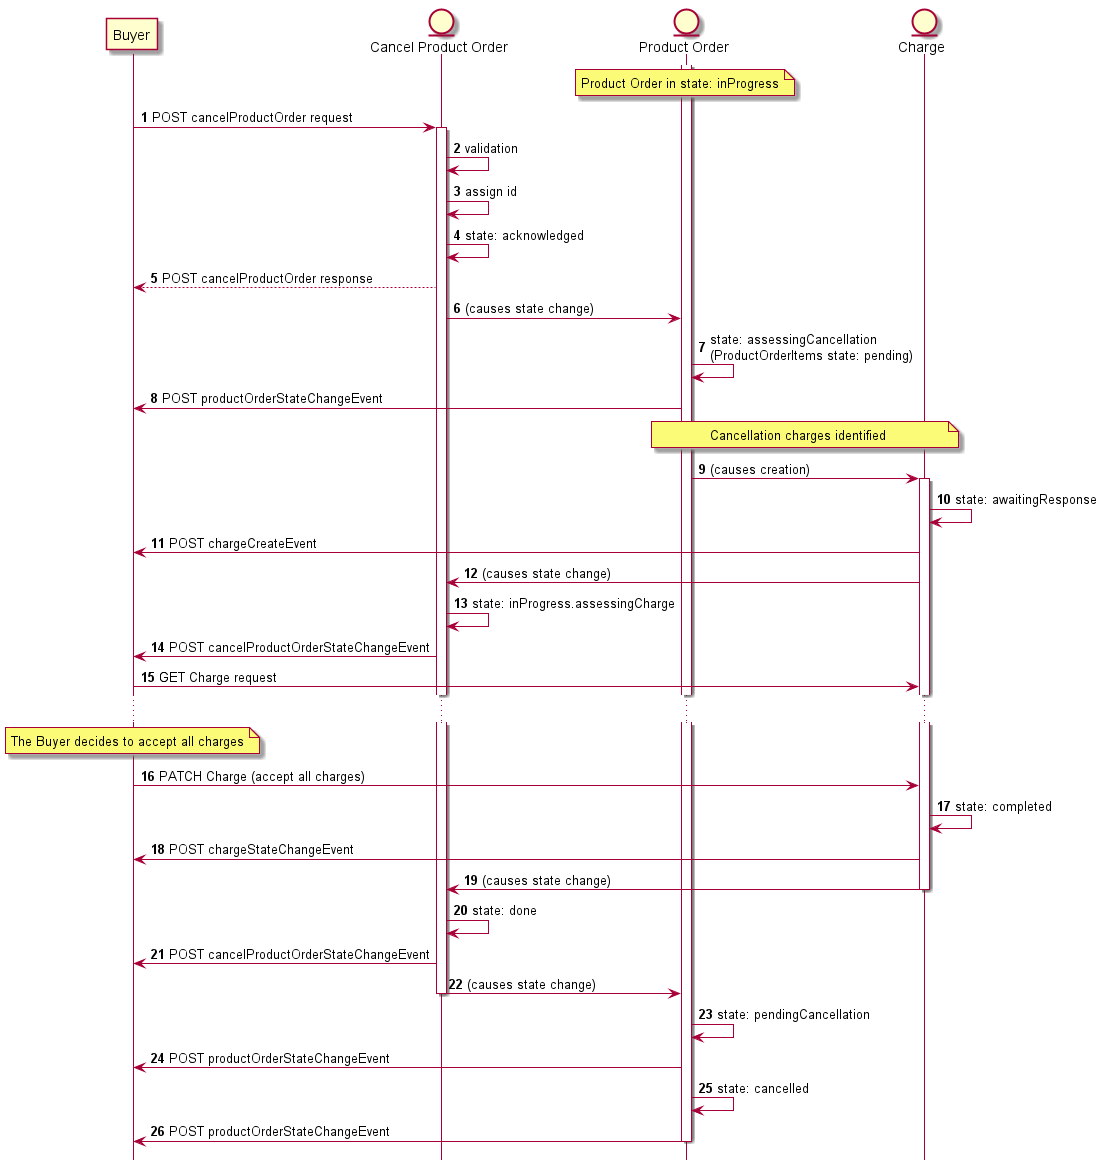 Buyer
Cancel Product Order
Product Order
Charge
Product Order in state: inProgress
1 POST cancelProductOrder request
2 validation
3 assign id
4 state: acknowledged
5 POST cancelProductOrder response
6 (causes state change)
7 state: assessingCancellation
(ProductOrderItems state: pending)
8 POST productOrderStateChangeEvent
Cancellation charges identified
9 (causes creation)
10 state: awaitingResponse
11 POST chargeCreateEvent
12 (causes state change)
13 state: inProgress.assessingCharge
14 POST cancelProductOrderStateChangeEvent
15 GET Charge request
The Buyer decides to accept all charges
16 PATCH Charge (accept all charges)
17 state: completed
18 POST chargeStateChangeEvent
19 (causes state change)
20 state: done
21 POST cancelProductOrderStateChangeEvent
22 (causes state change)
23 state: pendingCancellation
24 POST productOrderStateChangeEvent
25 state: cancelled
26 POST productOrderStateChangeEvent